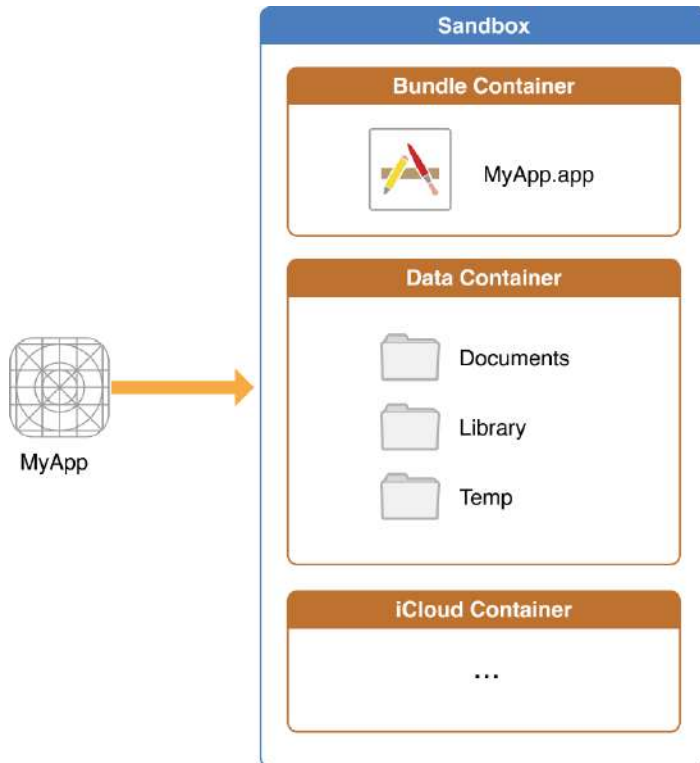 Sandbox
Bundle Container
MyApp.app
Data Container
Documents
MyApp
Library
Temp
iCloud Container
...